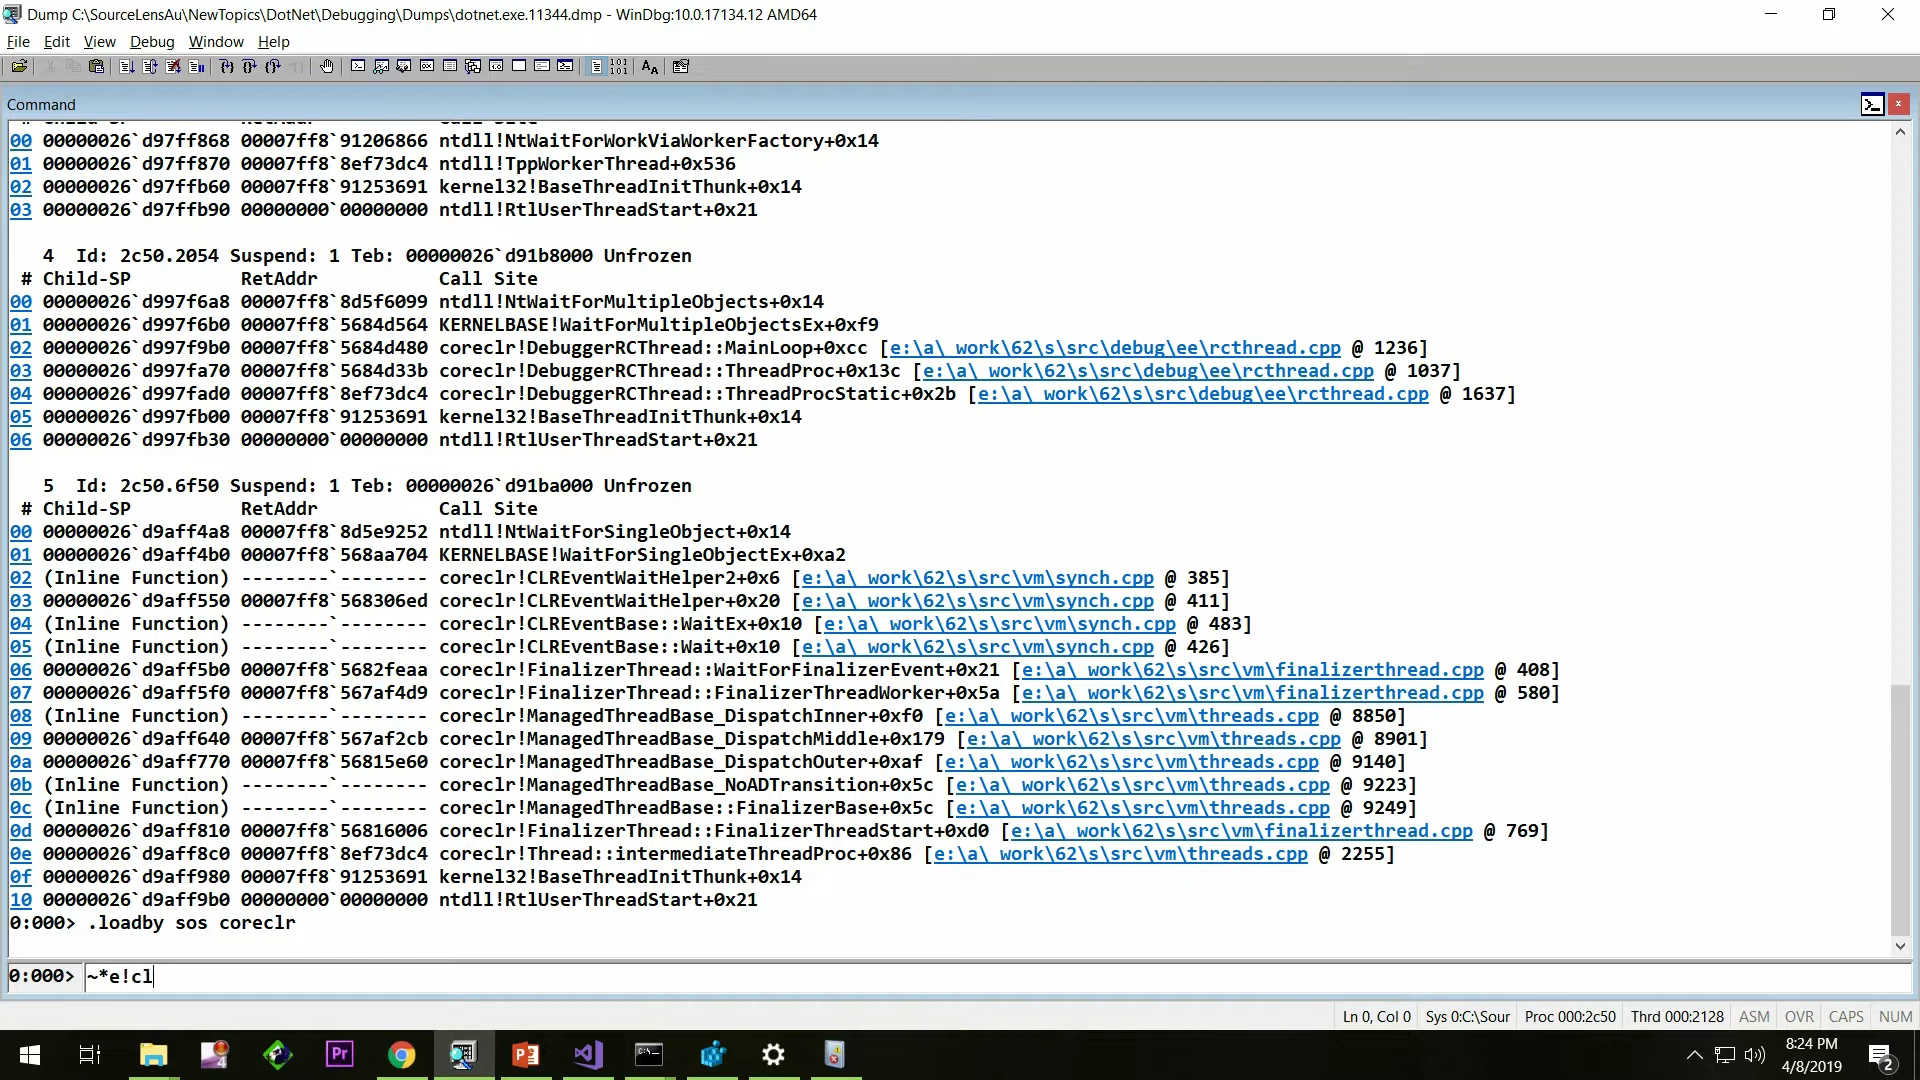 Dump C:\SourceLensAu\NewTopics\DotNet\Debugging\Dumps\dotnet.exe.11344.dmp - WinDbg:10.0.17134.12 AMD64
File Edit View Debug Window Help
Command
00 00000026`d97ff868 00007ff8`91206866 ntdll!NtWaitForWorkViaWorkerFactory+0x14
01 00000026`d97ff870 00007ff8`8ef73dc4 ntdll!TppWorkerThread+0x536
02 00000026`d97ffb60 00007ff8`91253691 kernel32!BaseThreadInitThunk+0x14
03 00000026`d97ffb90 00000000`00000000 ntdll!RtlUserThreadStart+0x21
4 Id: 2c50.2054 Suspend: 1 Teb: 00000026`d91b8000 Unfrozen
# Child-SP RetAddr Call Site
00 00000026`d997f6a8 00007ff8`8d5f6099 ntdll!NtWaitForMultipleObjects+0x14
01 00000026`d997f6b0 00007ff8`5684d564 KERNELBASE!WaitForMultipleObjectsEx+0xf9
02 00000026`d997f9b0 00007ff8`5684d480 coreclr!DebuggerRCThread::MainLoop+0xcc [e:\a\_work\62\s\src\debug\ee\rcthread.cpp @ 1236]
03 00000026`d997fa70 00007ff8`5684d33b coreclr!DebuggerRCThread::ThreadProc+0x13c [e:\a\_work\62\s\src\debug\ee\rcthread.cpp @ 1037]
04 00000026`d997fad0 00007ff8`8ef73dc4 coreclr!DebuggerRCThread::ThreadProcStatic+0x2b [e:\a\_work\62\s\src\debug\ee\rcthread.cpp @ 1637]
05 00000026`d997fb00 00007ff8`91253691 kernel32!BaseThreadInitThunk+0x14
06 00000026`d997fb30 00000000`00000000 ntdll!RtlUserThreadStart+0x21
5 Id: 2c50.6f50 Suspend: 1 Teb: 00000026`d91ba000 Unfrozen
# Child-SP RetAddr Call Site
00 00000026`d9aff4a8 00007ff8`8d5e9252 ntdll!NtWaitForSingleObject+0x14
01 00000026`d9aff4b0 00007ff8`568aa704 KERNELBASE!WaitForSingleObjectEx+0xa2
02 (Inline Function) --------`-------- coreclr!CLREventWaitHelper2+0x6 [e:\a\_work\62\s\src\vm\synch.cpp @ 385]
03 00000026`d9aff550 00007ff8`568306ed coreclr!CLREventWaitHelper+0x20 [e:\a\_work\62\s\src\vm\synch.cpp @ 411]
04 (Inline Function) --------`-------- coreclr!CLREventBase::WaitEx+0x10 [e:\a\_work\62\s\src\vm\synch.cpp @ 483]
05 (Inline Function) --------`-------- coreclr!CLREventBase::Wait+0x10 [e:\a\_work\62\s\src\vm\synch.cpp @ 426]
06 00000026`d9aff5b0 00007ff8`5682feaa coreclr!FinalizerThread::WaitForFinalizerEvent+0x21 [e:\a\_work\62\s\src\vm\finalizerthread.cpp @ 408]
07 00000026`d9aff5f0 00007ff8`567af4d9 coreclr!FinalizerThread::FinalizerThreadWorker+0x5a [e:\a\_work\62\s\src\vm\finalizerthread.cpp @ 580]
08 (Inline Function) --------`-------- coreclr!ManagedThreadBase_DispatchInner+0xf0 [e:\a\_work\62\s\src\vm\threads.cpp @ 8850]
09 00000026`d9aff640 00007ff8`567af2cb coreclr!ManagedThreadBase_DispatchMiddle+0x179 [e:\a\_work\62\s\src\vm\threads.cpp @ 8901]
0a 00000026`d9aff770 00007ff8`56815e60 coreclr!ManagedThreadBase_DispatchOuter+0xaf [e:\a\_work\62\s\src\vm\threads.cpp @ 9140]
0b (Inline Function) --------`-------- coreclr!ManagedThreadBase_NoADTransition+0x5c [e:\a\_work\62\s\src\vm\threads.cpp @ 9223]
0c (Inline Function) --------`-------- coreclr!ManagedThreadBase::FinalizerBase+0x5c [e:\a\_work\62\s\src\vm\threads.cpp @ 9249]
0d 00000026`d9aff810 00007ff8`56816006 coreclr!FinalizerThread::FinalizerThreadStart+0xd0 [e:\a\_work\62\s\src\vm\finalizerthread.cpp @ 769]
0e 00000026`d9aff8c0 00007ff8`8ef73dc4 coreclr!Thread::intermediateThreadProc+0x86 [e:\a\_work\62\s\src\vm\threads.cpp @ 2255]
0f 00000026`d9aff980 00007ff8`91253691 kernel32!BaseThreadInitThunk+0x14
10 00000026`d9aff9b0 00000000`00000000 ntdll!RtlUserThreadStart+0x21
0:000> .loadby sos coreclr
0:000> ~*e!cl
Ln 0, Col 0 Sys 0:C:\Sour Proc 000:2c50 Thrd 000:2128 ASM OVR CAPS NUM
Pr
8:24 PM
4/8/2019
2